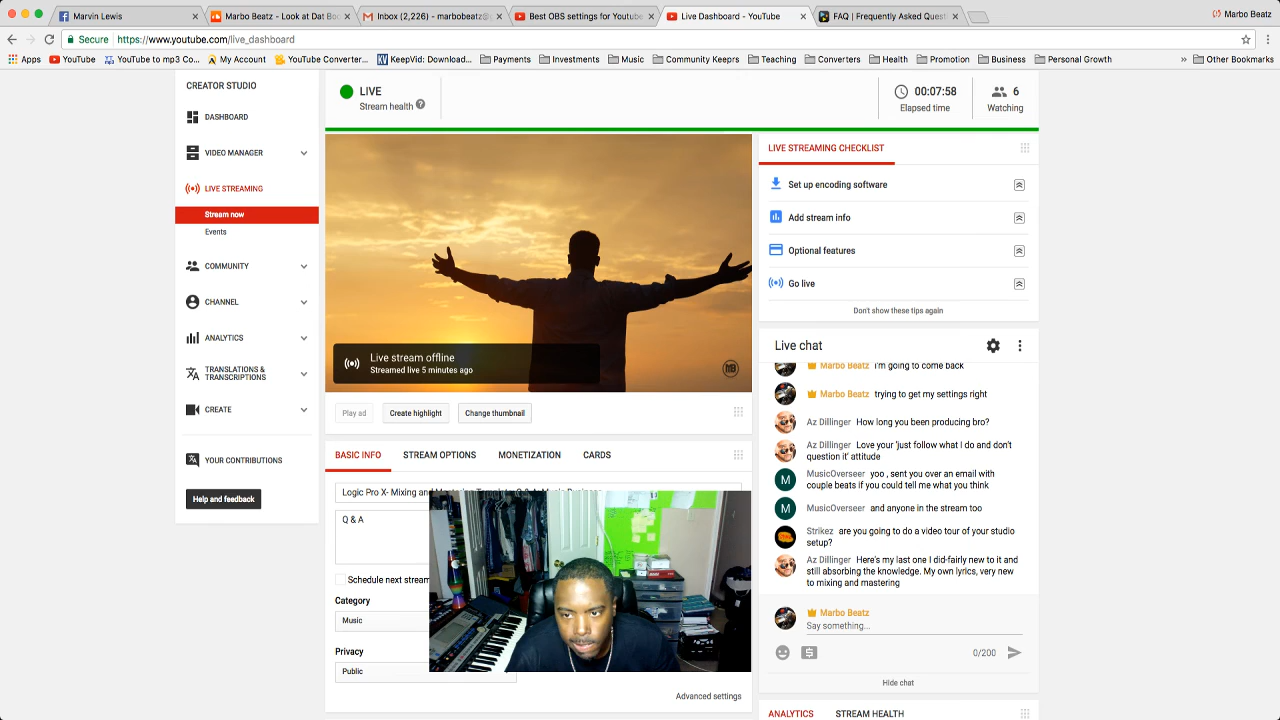 Marvin Lewis
Marbo Beatz - Look at Dat Boo
Inbox (2,226) - marbobeatz@g
Best OBS settings for Youtube
Live Dashboard - YouTube
FAQ | Frequently Asked Quest
Marbo Beatz
Secure
https://www.youtube.com/live_dashboard
Apps
YouTube
YouTube to mp3 Co...
My Account
YouTube Converter...
KeepVid: Download...
Payments
Investments
Music
Community Keeprs
Teaching
Converters
Health
Promotion
Business
Personal Growth
»
Other Bookmarks
CREATOR STUDIO
DASHBOARD
VIDEO MANAGER
LIVE STREAMING
Stream now
Events
COMMUNITY
CHANNEL
ANALYTICS
TRANSLATIONS &
TRANSCRIPTIONS
CREATE
YOUR CONTRIBUTIONS
Help and feedback
LIVE
Stream health ?
00:07:58
Elapsed time
6
Watching
Live stream offline
Streamed live 5 minutes ago
MB
Play ad
Create highlight
Change thumbnail
BASIC INFO
STREAM OPTIONS
MONETIZATION
CARDS
Logic Pro X- Mixing and
Q & A
Schedule next stream
Category
Music
Privacy
Public
Advanced settings
LIVE STREAMING CHECKLIST
Set up encoding software
Add stream info
Optional features
Go live
Don't show these tips again
Live chat
Marbo Beatz I'm going to come back
Marbo Beatz trying to get my settings right
Az Dillinger How long you been producing bro?
Az Dillinger Love your 'just follow what I do and don't
question it' attitude
M MusicOverseer yoo , sent you over an email with
couple beats if you could tell me what you think
M MusicOverseer and anyone in the stream too
Strikez are you going to do a video tour of your studio
setup?
Az Dillinger Here's my last one I did-fairly new to it and
still absorbing the knowledge. My own lyrics, very new
to mixing and mastering
Marbo Beatz
Say something...
0/200
Hide chat
ANALYTICS
STREAM HEALTH